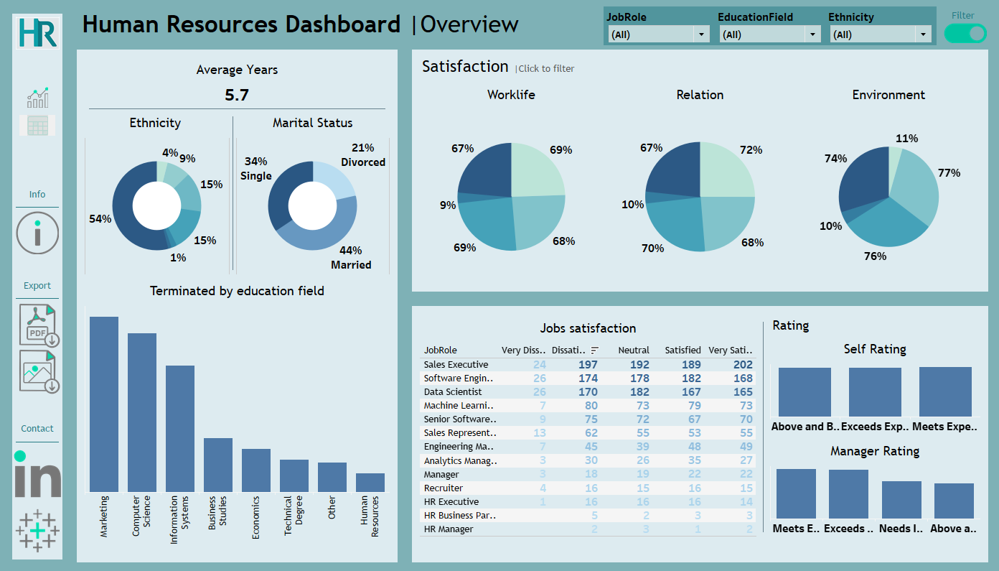 HR
Human Resources Dashboard |Overview
JobRole
EducationField
Ethnicity
(All)
(All)
(All)
Filter
Info
Export
PDF
Contact
in
Average Years
5.7
Ethnicity
4%
9%
15%
15%
1%
54%
Marital Status
34%
Single
21%
Divorced
44%
Married
Terminated by education field
Marketing
Computer
Science
Information
Systems
Business
Studies
Economics
Technical
Degree
Other
Human
Resources
Satisfaction |Click to filter
Worklife
67%
69%
9%
69%
68%
Relation
67%
72%
10%
70%
68%
Environment
11%
74%
77%
10%
76%
Jobs satisfaction
JobRole Very Diss.. Dissati.. Neutral Satisfied Very Sati..
Sales Executive 24 197 192 189 202
Software Engin.. 26 174 178 182 168
Data Scientist 26 170 182 167 165
Machine Learni.. 7 80 73 79 73
Senior Software.. 9 75 72 67 70
Sales Represent.. 13 62 55 53 55
Engineering Ma.. 7 45 39 48 49
Analytics Manag.. 3 30 26 35 27
Manager 3 18 19 22 22
Recruiter 4 16 15 16 15
HR Executive 1 16 16 16 14
HR Business Par.. 5 2 3 3
HR Manager 2 3 1 2
Rating
Self Rating
Above and B.. Exceeds Exp.. Meets Expe..
Manager Rating
Meets E.. Exceeds .. Needs I.. Above a..